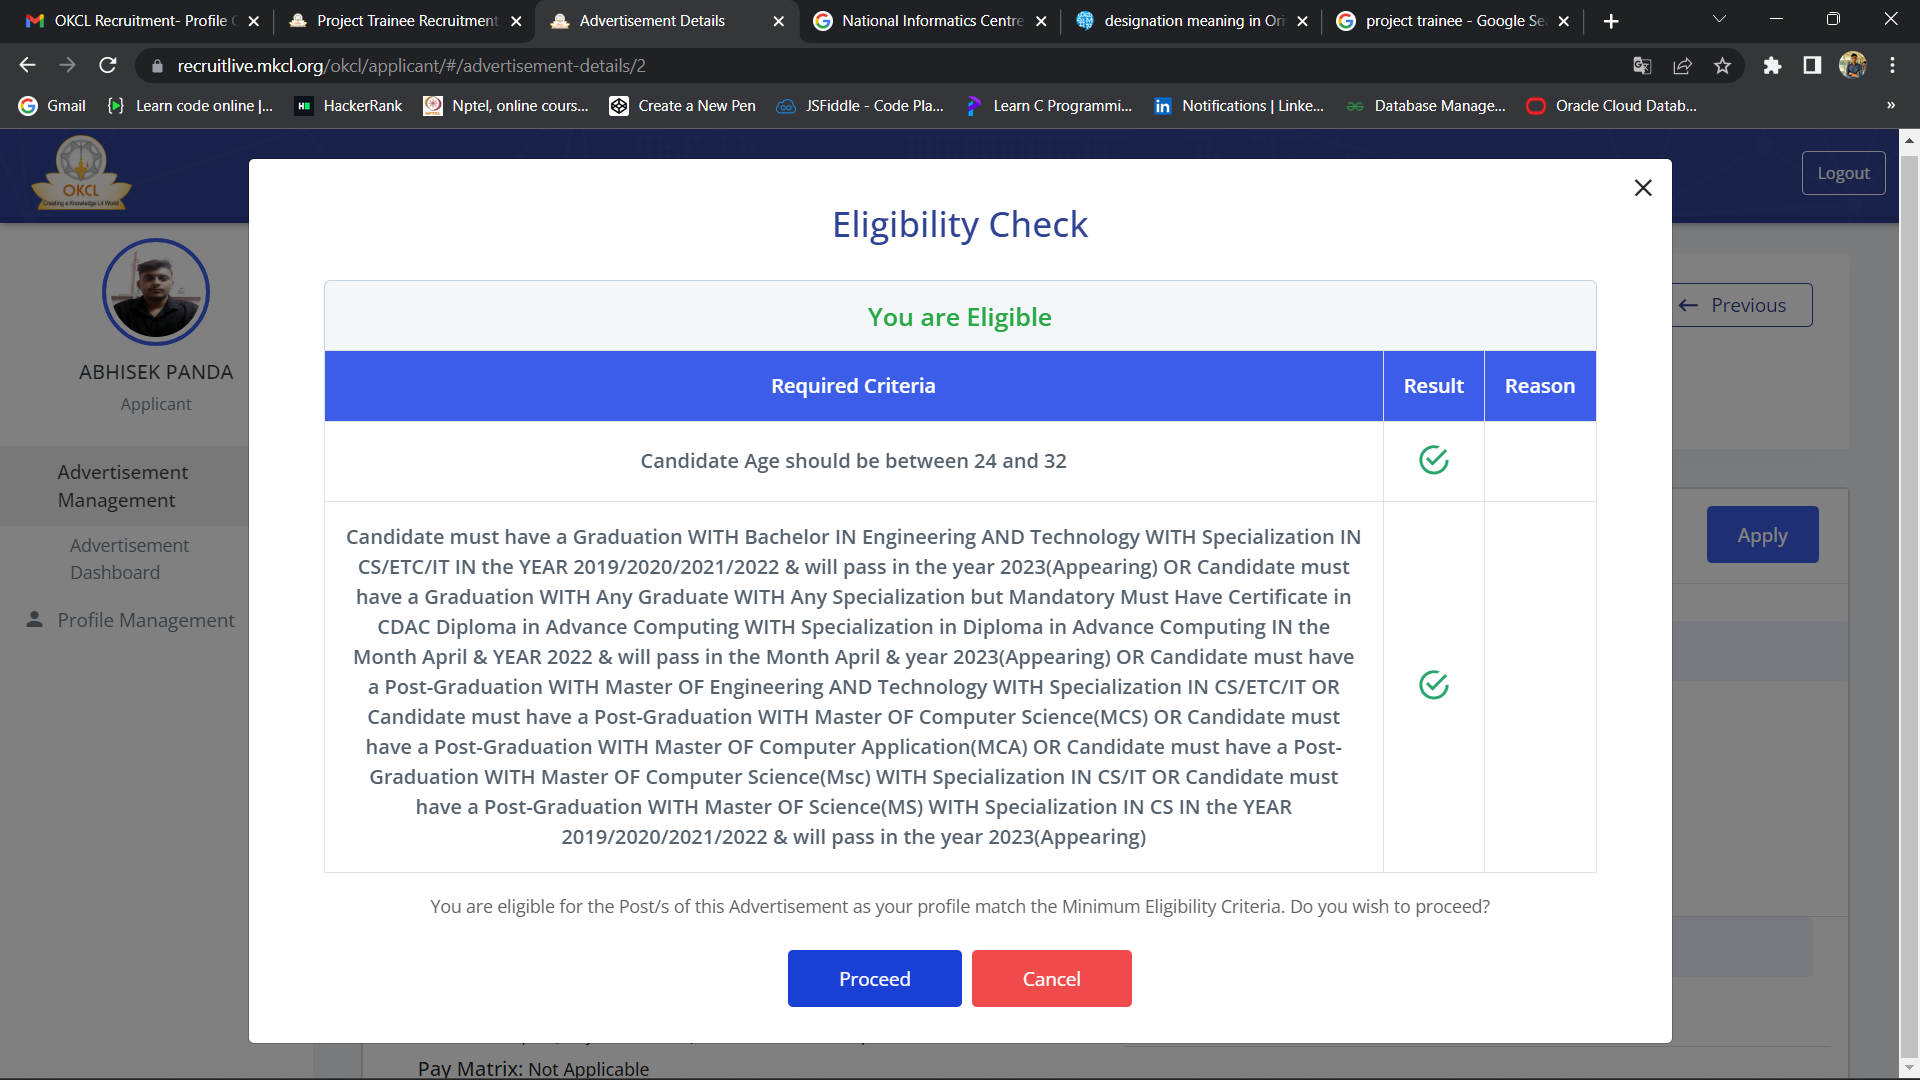 OKCL Recruitment- Profile
Project Trainee Recruitment
Advertisement Details
National Informatics Centre
designation meaning in Ori
project trainee - Google Se
recruitlive.mkcl.org/okcl/applicant/#/advertisement-details/2
Gmail
Learn code online |...
HackerRank
Nptel, online cours...
Create a New Pen
JSFiddle - Code Pla...
Learn C Programmi...
Notifications | Linke...
Database Manage...
Oracle Cloud Datab...
»
OKCL
Creating a Knowledge Lit World
Logout
ABHISEK PANDA
Applicant
Advertisement
Management
Advertisement
Dashboard
Profile Management
Previous
Apply
Eligibility Check
You are Eligible
Required Criteria
Result
Reason
Candidate Age should be between 24 and 32
Candidate must have a Graduation WITH Bachelor IN Engineering AND Technology WITH Specialization IN
CS/ETC/IT IN the YEAR 2019/2020/2021/2022 & will pass in the year 2023(Appearing) OR Candidate must
have a Graduation WITH Any Graduate WITH Any Specialization but Mandatory Must Have Certificate in
CDAC Diploma in Advance Computing WITH Specialization in Diploma in Advance Computing IN the
Month April & YEAR 2022 & will pass in the Month April & year 2023(Appearing) OR Candidate must have
a Post-Graduation WITH Master OF Engineering AND Technology WITH Specialization IN CS/ETC/IT OR
Candidate must have a Post-Graduation WITH Master OF Computer Science(MCS) OR Candidate must
have a Post-Graduation WITH Master OF Computer Application(MCA) OR Candidate must have a Post-
Graduation WITH Master OF Computer Science(Msc) WITH Specialization IN CS/IT OR Candidate must
have a Post-Graduation WITH Master OF Science(MS) WITH Specialization IN CS IN the YEAR
2019/2020/2021/2022 & will pass in the year 2023(Appearing)
You are eligible for the Post/s of this Advertisement as your profile match the Minimum Eligibility Criteria. Do you wish to proceed?
Proceed
Cancel
Pay Matrix: Not Applicable